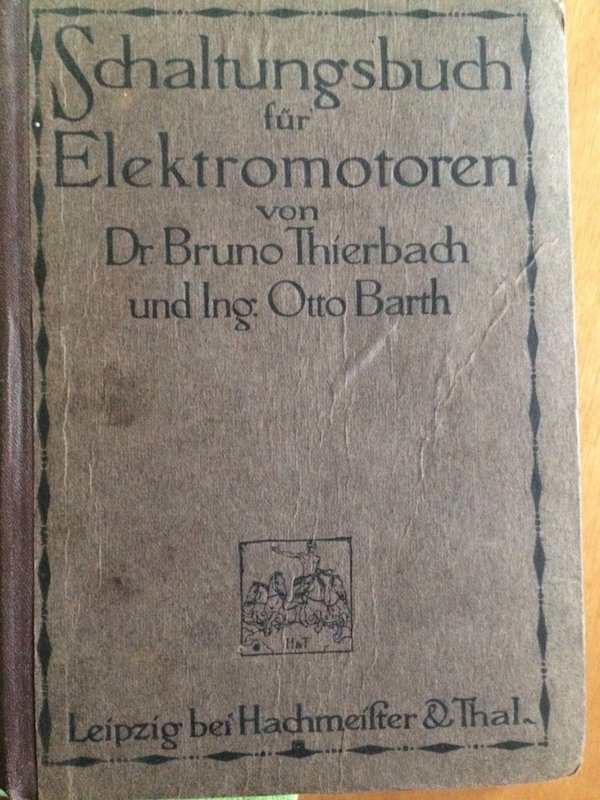 Schaltungsbuch
für
Elektromotoren
von
Dr Bruno Thierbach
und Ing. Otto Barth
H&T
Leipzig bei Hachmeister & Thal.